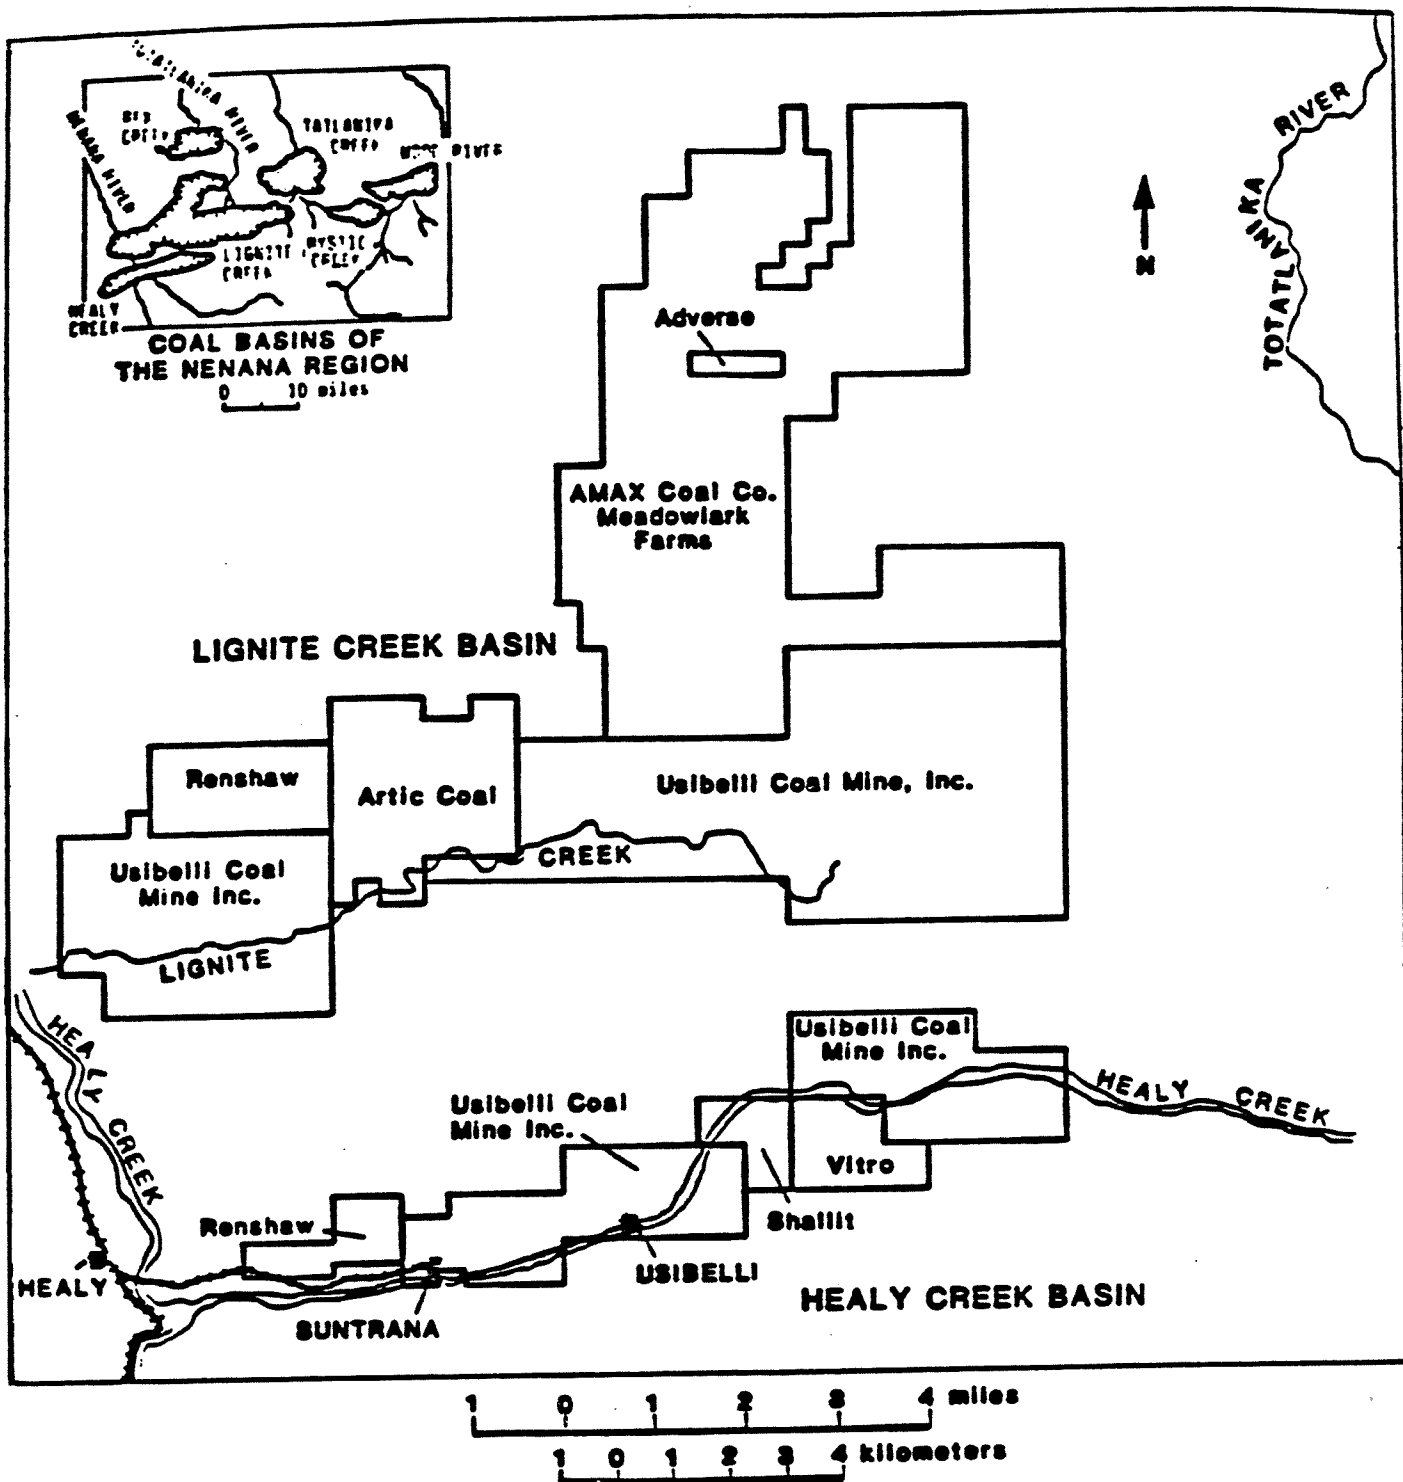 NENANA RIVER
TATLANIKA
CREEK
WOOD RIVER
LIGNITE
CREEK
MYSTIC
CREEK
HEALY
CREEK
COAL BASINS OF
THE NENANA REGION
0 10 miles
TOTATLANIKA RIVER
N
Adverse
AMAX Coal Co.
Meadowlark
Farms
LIGNITE CREEK BASIN
Renshaw
Artic Coal
Usibelli Coal Mine, Inc.
Usibelli Coal
Mine Inc.
LIGNITE CREEK
HEALY CREEK
Usibelli Coal
Mine Inc.
HEALY CREEK
Usibelli Coal
Mine Inc.
Vitro
Shallit
Renshaw
USIBELLI
HEALY
SUNTRANA
HEALY CREEK BASIN
1 0 1 2 3 4 miles
1 0 1 2 3 4 kilometers